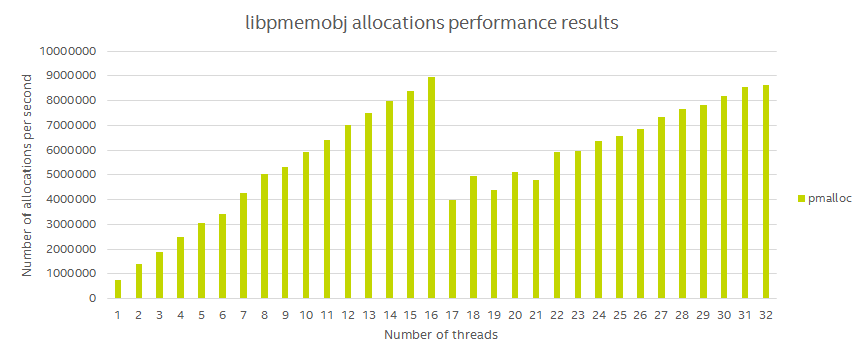 libpmemobj allocations performance results
Number of allocations per second
10000000
9000000
8000000
7000000
6000000
5000000
4000000
3000000
2000000
1000000
0
1 2 3 4 5 6 7 8 9 10 11 12 13 14 15 16 17 18 19 20 21 22 23 24 25 26 27 28 29 30 31 32
Number of threads
pmalloc